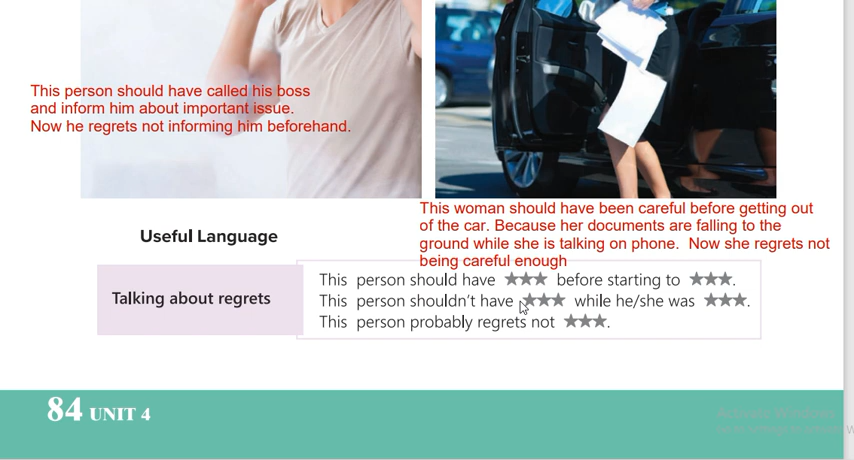 This person should have called his boss
and inform him about important issue.
Now he regrets not informing him beforehand.
This woman should have been careful before getting out
of the car. Because her documents are falling to the
ground while she is talking on phone.  Now she regrets not
being careful enough
Useful Language
Talking about regrets
This person should have ★★★ before starting to ★★★.
This person shouldn't have ★★★ while he/she was ★★★.
This person probably regrets not ★★★.
84 UNIT 4
Activate Windows